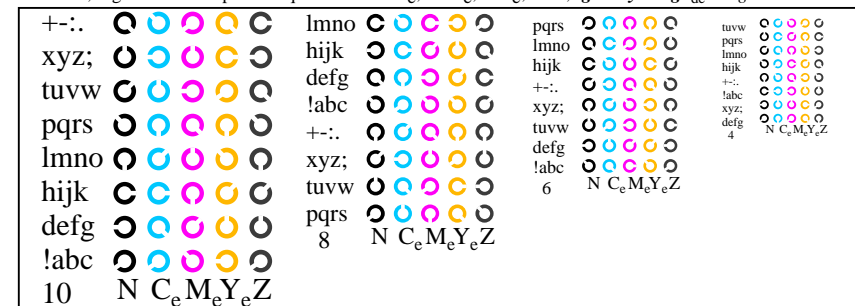 +-:.
xyz;
tuvw
pqrs
lmno
hijk
defg
!abc
10 N CeMeYeZ
lmno
hijk
defg
!abc
+-:.
xyz;
tuvw
pqrs
8 N CeMeYeZ
pqrs
lmno
hijk
+-:.
xyz;
tuvw
defg
!abc
6 N CeMeYeZ
tuvw
pqrs
lmno
hijk
+-:.
!abc
xyz;
defg
4 N CeMeYeZ